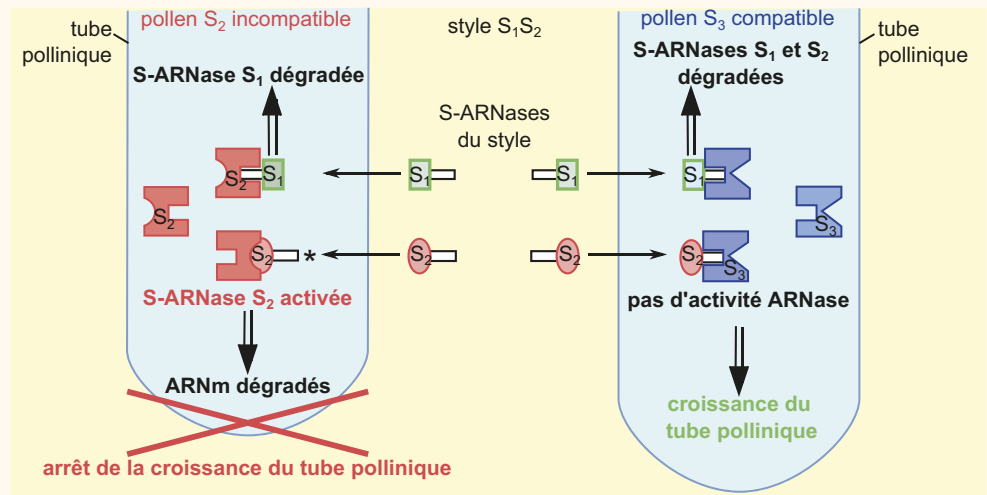 pollen S₂ incompatible
tube
pollinique
S-ARNase S₁ dégradée
S₂
S₁
S₂
S₂
*
S-ARNase S₂ activée
ARNm dégradés
arrêt de la croissance du tube pollinique
style S₁S₂
S-ARNases
du style
S₁
S₁
S₂
S₂
pollen S₃ compatible
tube
pollinique
S-ARNases S₁ et S₂
dégradées
S₁
S₃
S₂
S₃
pas d'activité ARNase
croissance du
tube pollinique